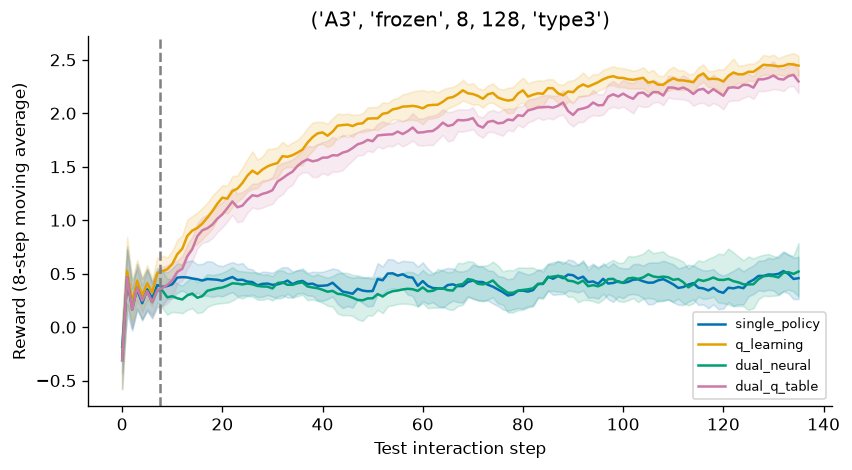 ('A3', 'frozen', 8, 128, 'type3')
Reward (8-step moving average)
2.5
2.0
1.5
1.0
0.5
0.0
−0.5
0 20 40 60 80 100 120 140
Test interaction step
single_policy
q_learning
dual_neural
dual_q_table